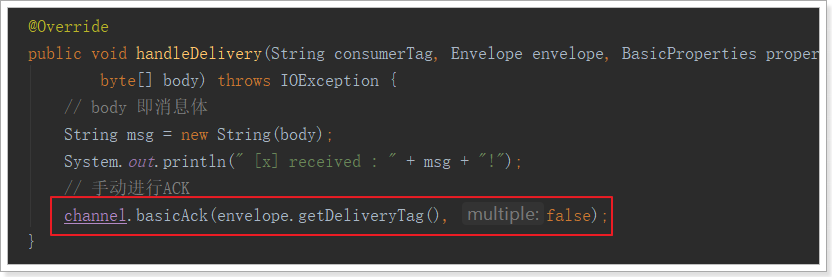 @Override
public void handleDelivery(String consumerTag, Envelope envelope, BasicProperties proper
byte[] body) throws IOException {
// body 即消息体
String msg = new String(body);
System.out.println(" [x] received : " + msg + "!");
// 手动进行ACK
channel.basicAck(envelope.getDeliveryTag(), multiple: false);
}